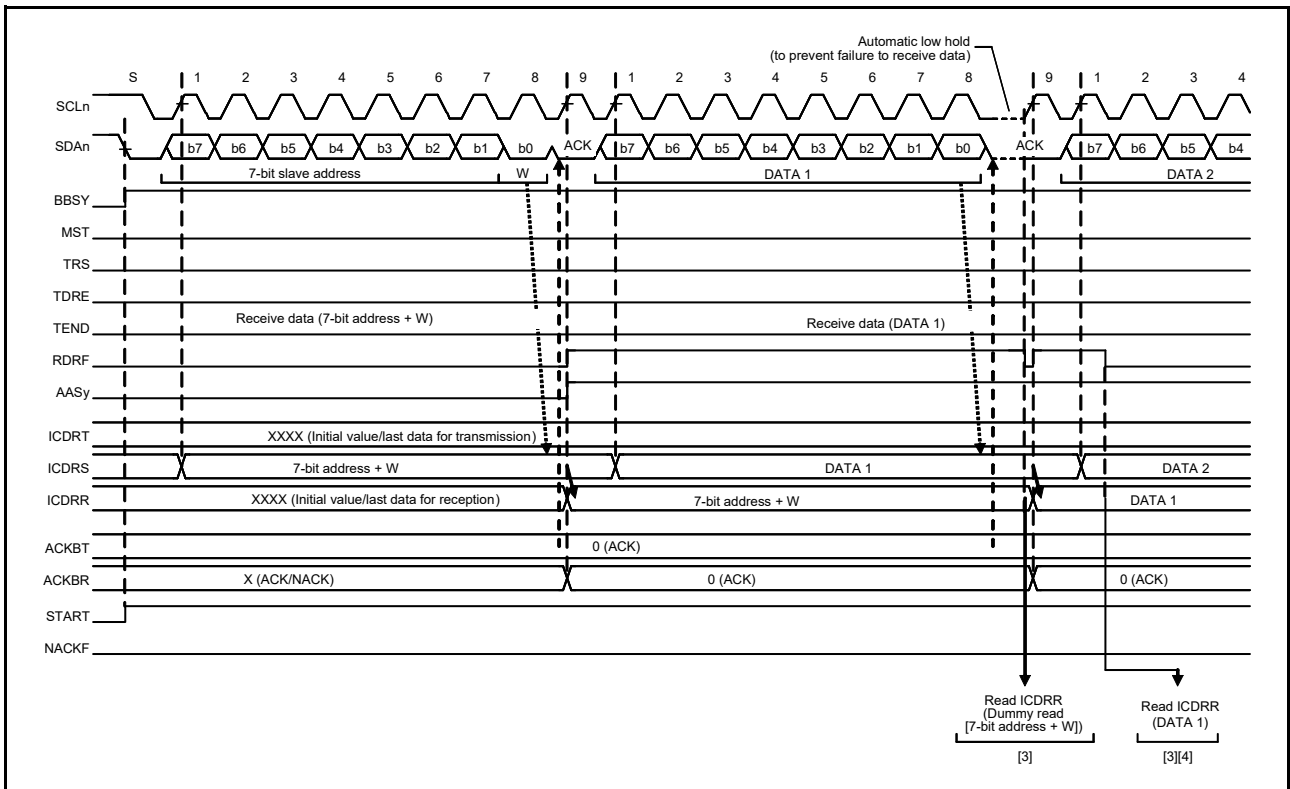 Automatic low hold
(to prevent failure to receive data)
S 1 2 3 4 5 6 7 8 9 1 2 3 4 5 6 7 8 9 1 2 3 4
SCLn
SDAn b7 b6 b5 b4 b3 b2 b1 b0 ACK b7 b6 b5 b4 b3 b2 b1 b0 ACK b7 b6 b5 b4
7-bit slave address W DATA 1 DATA 2
BBSY
MST
TRS
TDRE
TEND Receive data (7-bit address + W) Receive data (DATA 1)
RDRF
AASy
ICDRT XXXX (Initial value/last data for transmission)
ICDRS 7-bit address + W DATA 1 DATA 2
ICDRR XXXX (Initial value/last data for reception) 7-bit address + W DATA 1
ACKBT 0 (ACK)
ACKBR X (ACK/NACK) 0 (ACK) 0 (ACK)
START
NACKF
Read ICDRR
(Dummy read
[7-bit address + W])
[3]
Read ICDRR
(DATA 1)
[3][4]